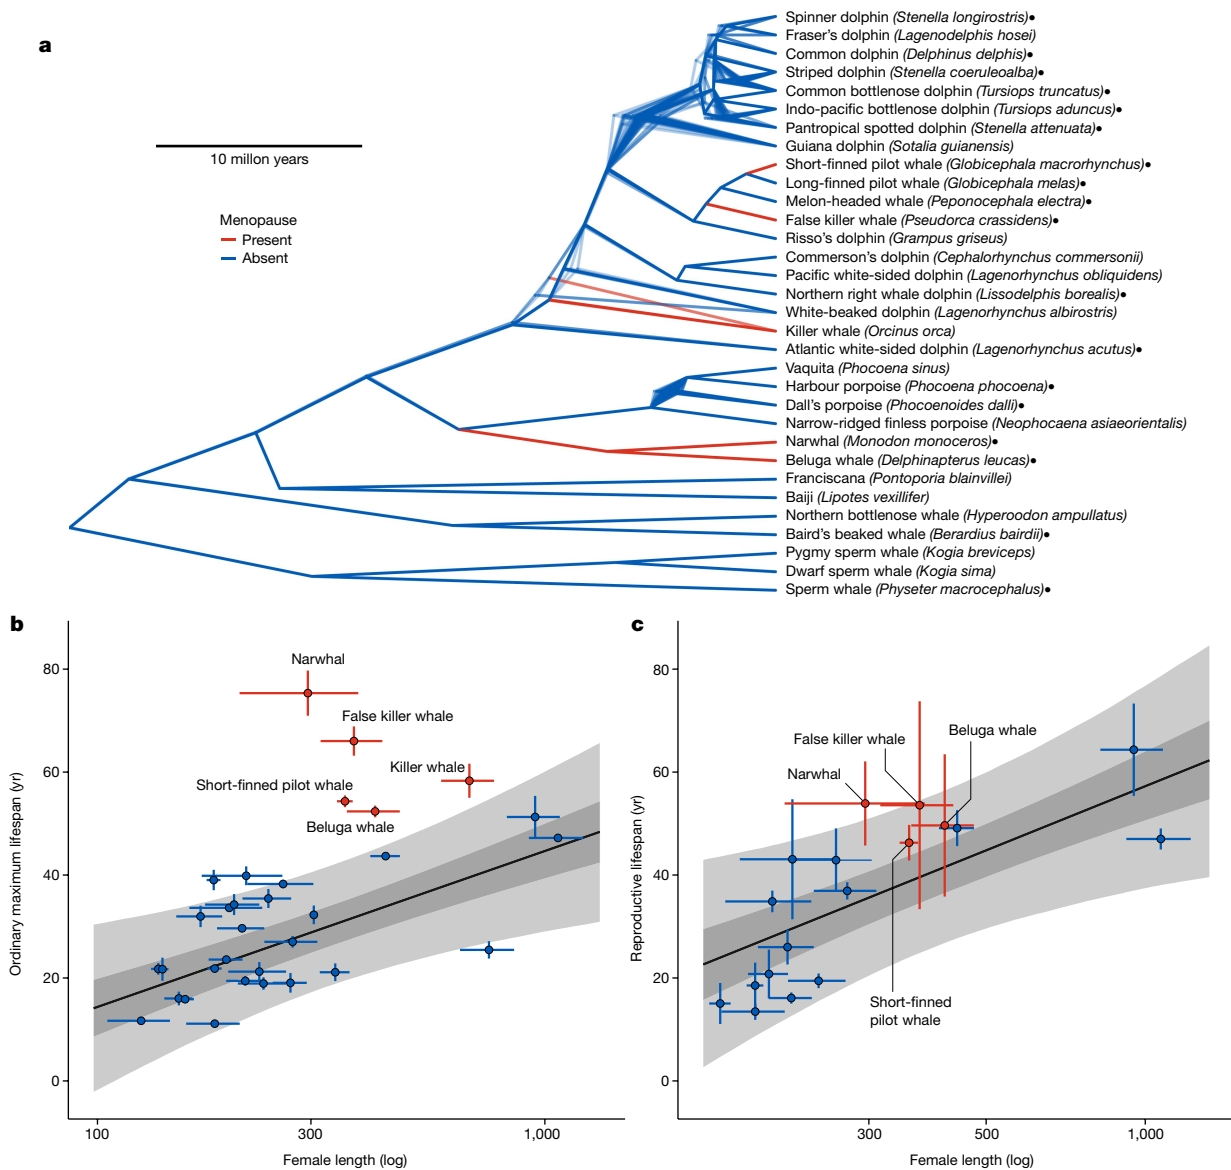 a
Spinner dolphin (Stenella longirostris)•
Fraser's dolphin (Lagenodelphis hosei)
Common dolphin (Delphinus delphis)•
Striped dolphin (Stenella coeruleoalba)•
Common bottlenose dolphin (Tursiops truncatus)•
Indo-pacific bottlenose dolphin (Tursiops aduncus)•
Pantropical spotted dolphin (Stenella attenuata)•
Guiana dolphin (Sotalia guianensis)
Short-finned pilot whale (Globicephala macrorhynchus)•
Long-finned pilot whale (Globicephala melas)•
Melon-headed whale (Peponocephala electra)•
False killer whale (Pseudorca crassidens)•
Risso's dolphin (Grampus griseus)
Commerson's dolphin (Cephalorhynchus commersonii)
Pacific white-sided dolphin (Lagenorhynchus obliquidens)
Northern right whale dolphin (Lissodelphis borealis)•
White-beaked dolphin (Lagenorhynchus albirostris)
Killer whale (Orcinus orca)
Atlantic white-sided dolphin (Lagenorhynchus acutus)•
Vaquita (Phocoena sinus)
Harbour porpoise (Phocoena phocoena)•
Dall's porpoise (Phocoenoides dalli)•
Narrow-ridged finless porpoise (Neophocaena asiaeorientalis)
Narwhal (Monodon monoceros)•
Beluga whale (Delphinapterus leucas)•
Franciscana (Pontoporia blainvillei)
Baiji (Lipotes vexillifer)
Northern bottlenose whale (Hyperoodon ampullatus)
Baird's beaked whale (Berardius bairdii)•
Pygmy sperm whale (Kogia breviceps)
Dwarf sperm whale (Kogia sima)
Sperm whale (Physeter macrocephalus)•
10 millon years
Menopause
Present
Absent
b
Ordinary maximum lifespan (yr)
80
60
40
20
0
Narwhal
False killer whale
Killer whale
Short-finned pilot whale
Beluga whale
100
300
1,000
Female length (log)
c
Reproductive lifespan (yr)
80
60
40
20
0
Beluga whale
False killer whale
Narwhal
Short-finned
pilot whale
300
500
1,000
Female length (log)